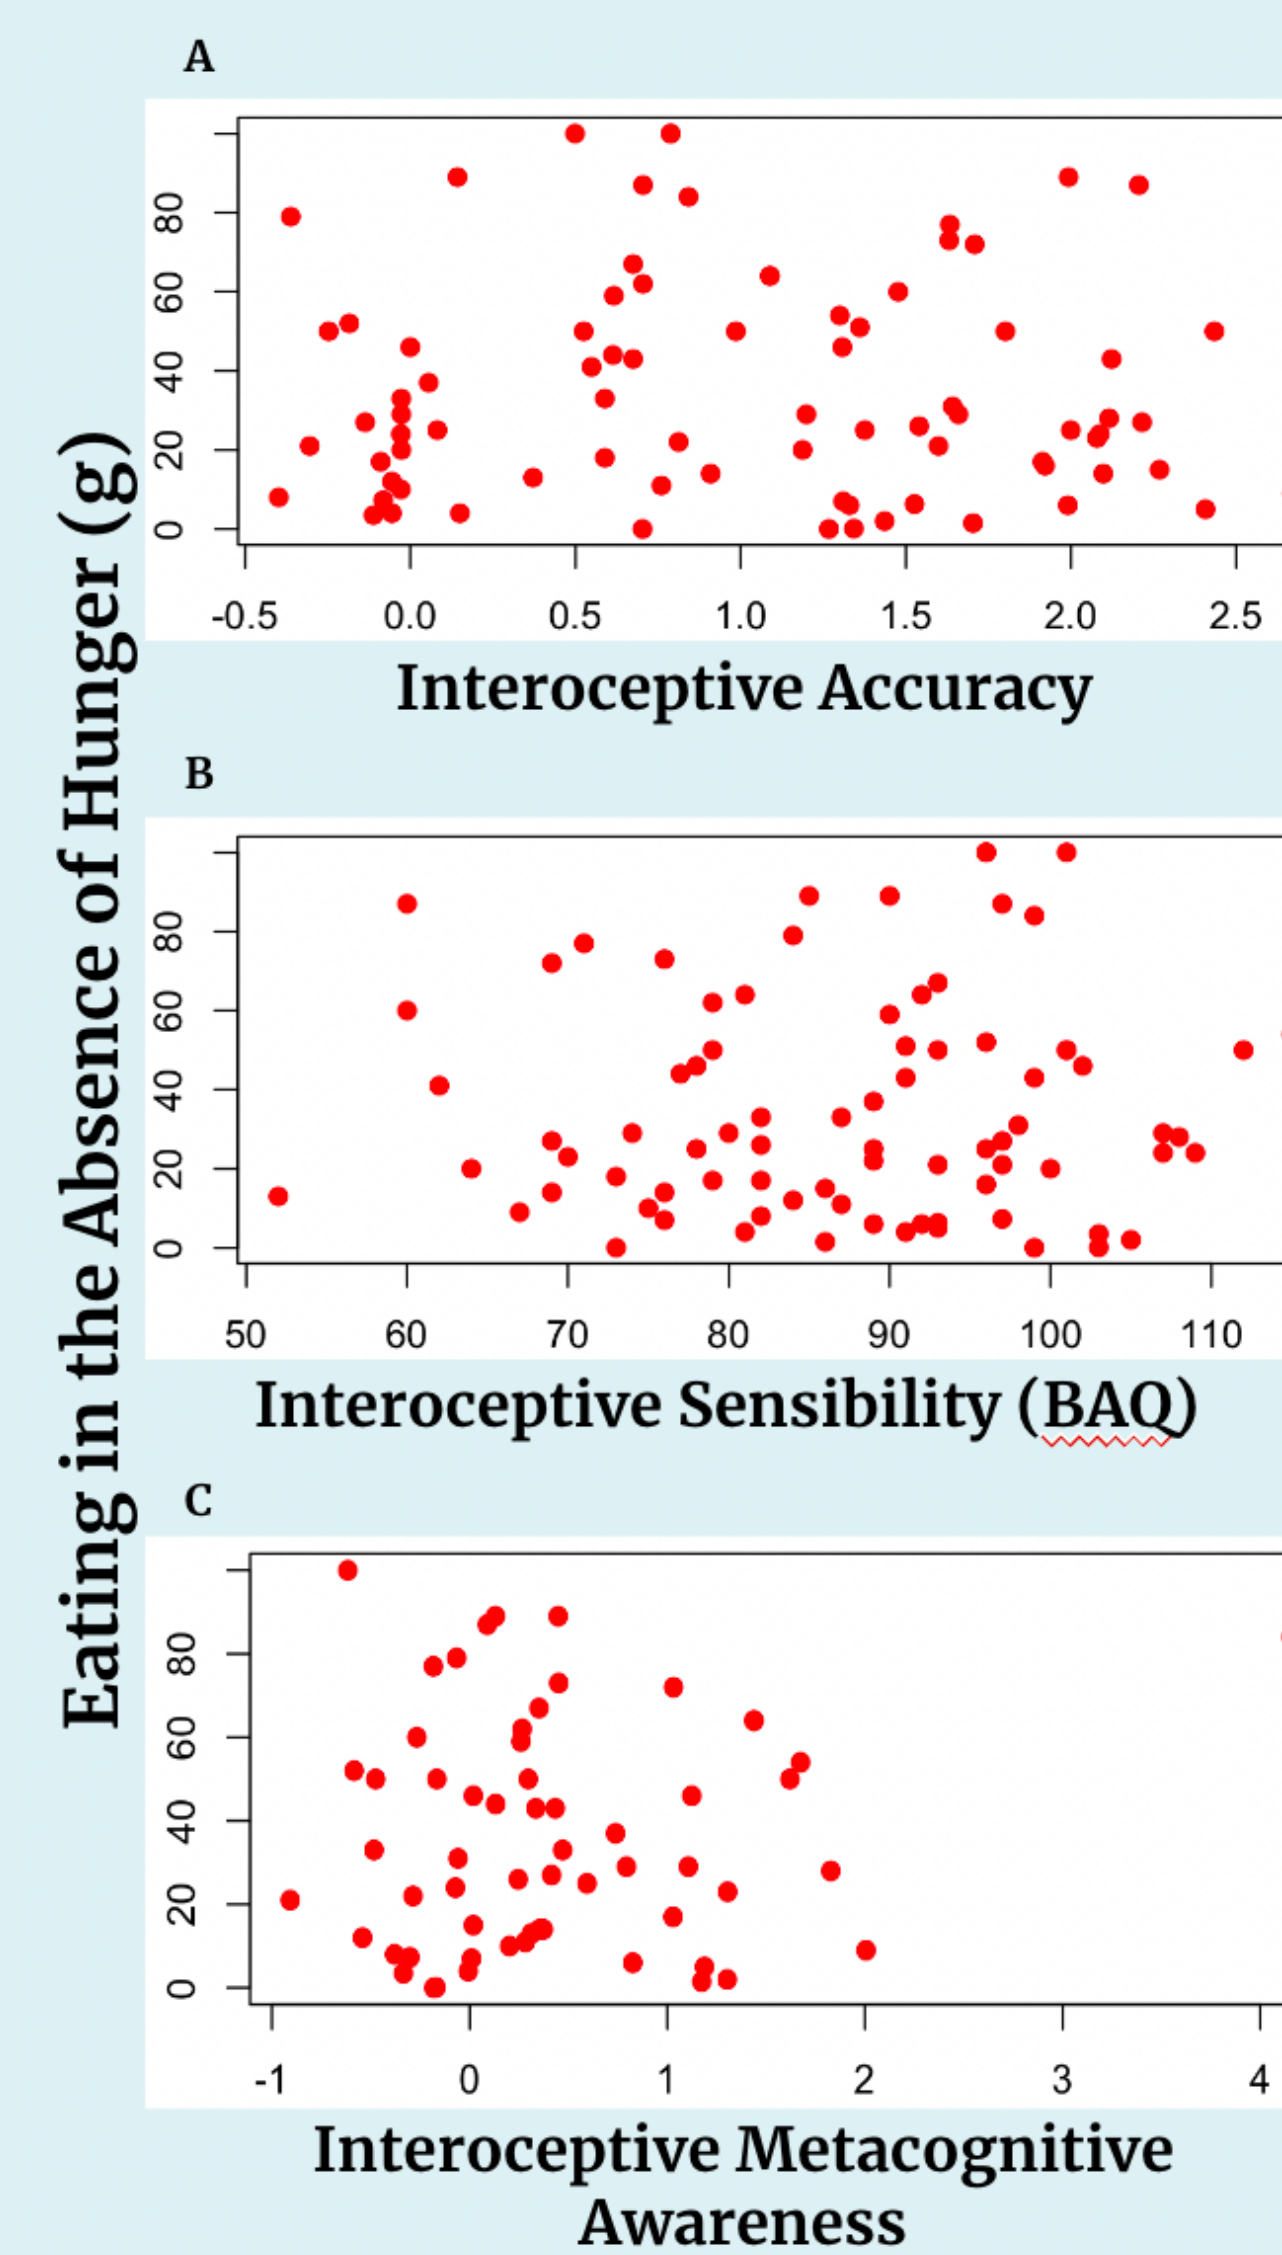 Eating in the Absence of Hunger (g)
A
80
60
40
20
0
-0.5 0.0 0.5 1.0 1.5 2.0 2.5
Interoceptive Accuracy
B
80
60
40
20
0
50 60 70 80 90 100 110
Interoceptive Sensibility (BAQ)
C
80
60
40
20
0
-1 0 1 2 3 4
Interoceptive Metacognitive
Awareness